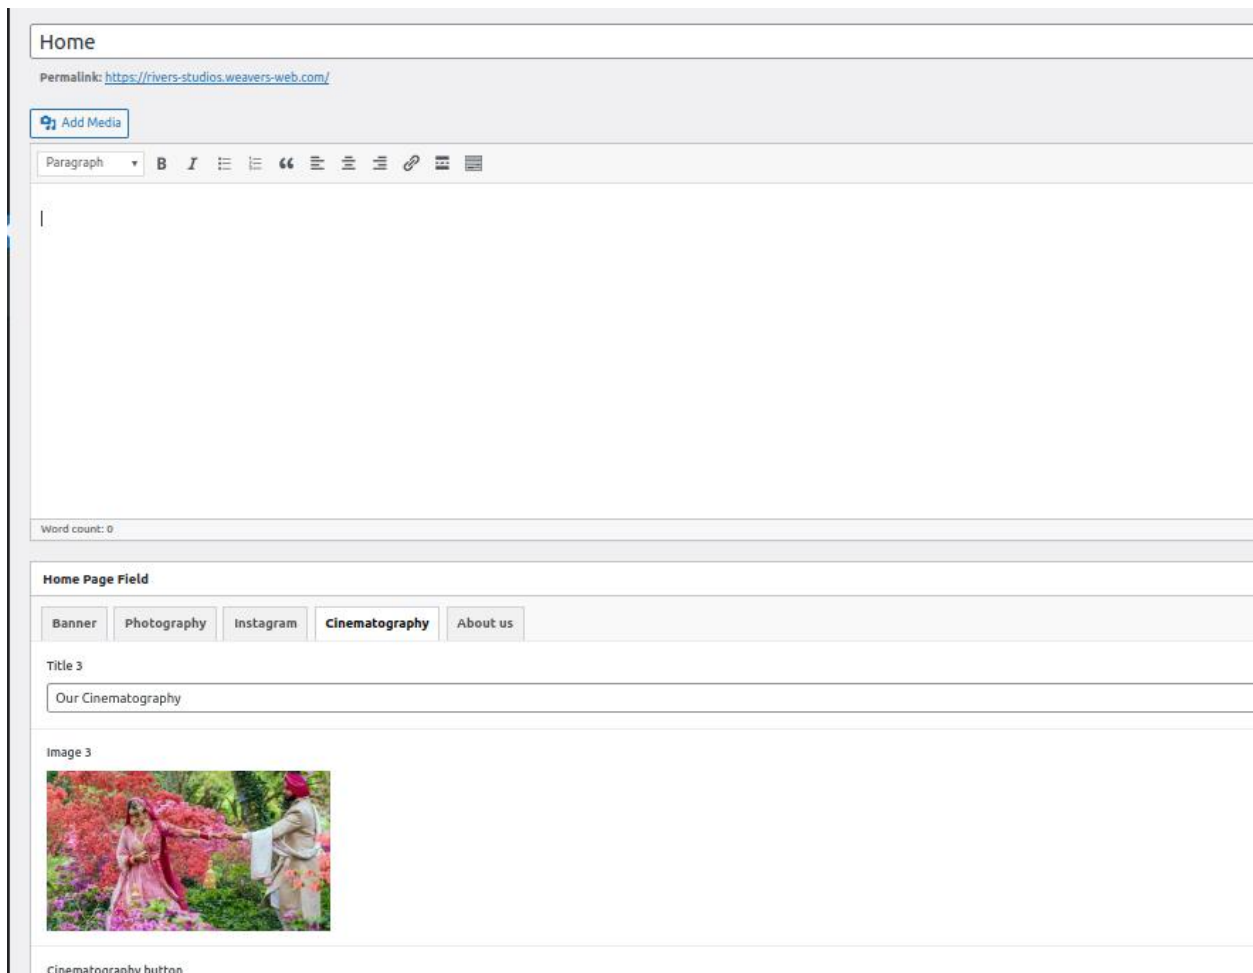 Home
Permalink: https://rivers-studios.weavers-web.com/
Add Media
Paragraph
Word count: 0
Home Page Field
Banner Photography Instagram Cinematography About us
Title 3
Our Cinematography
Image 3
Cinematography button